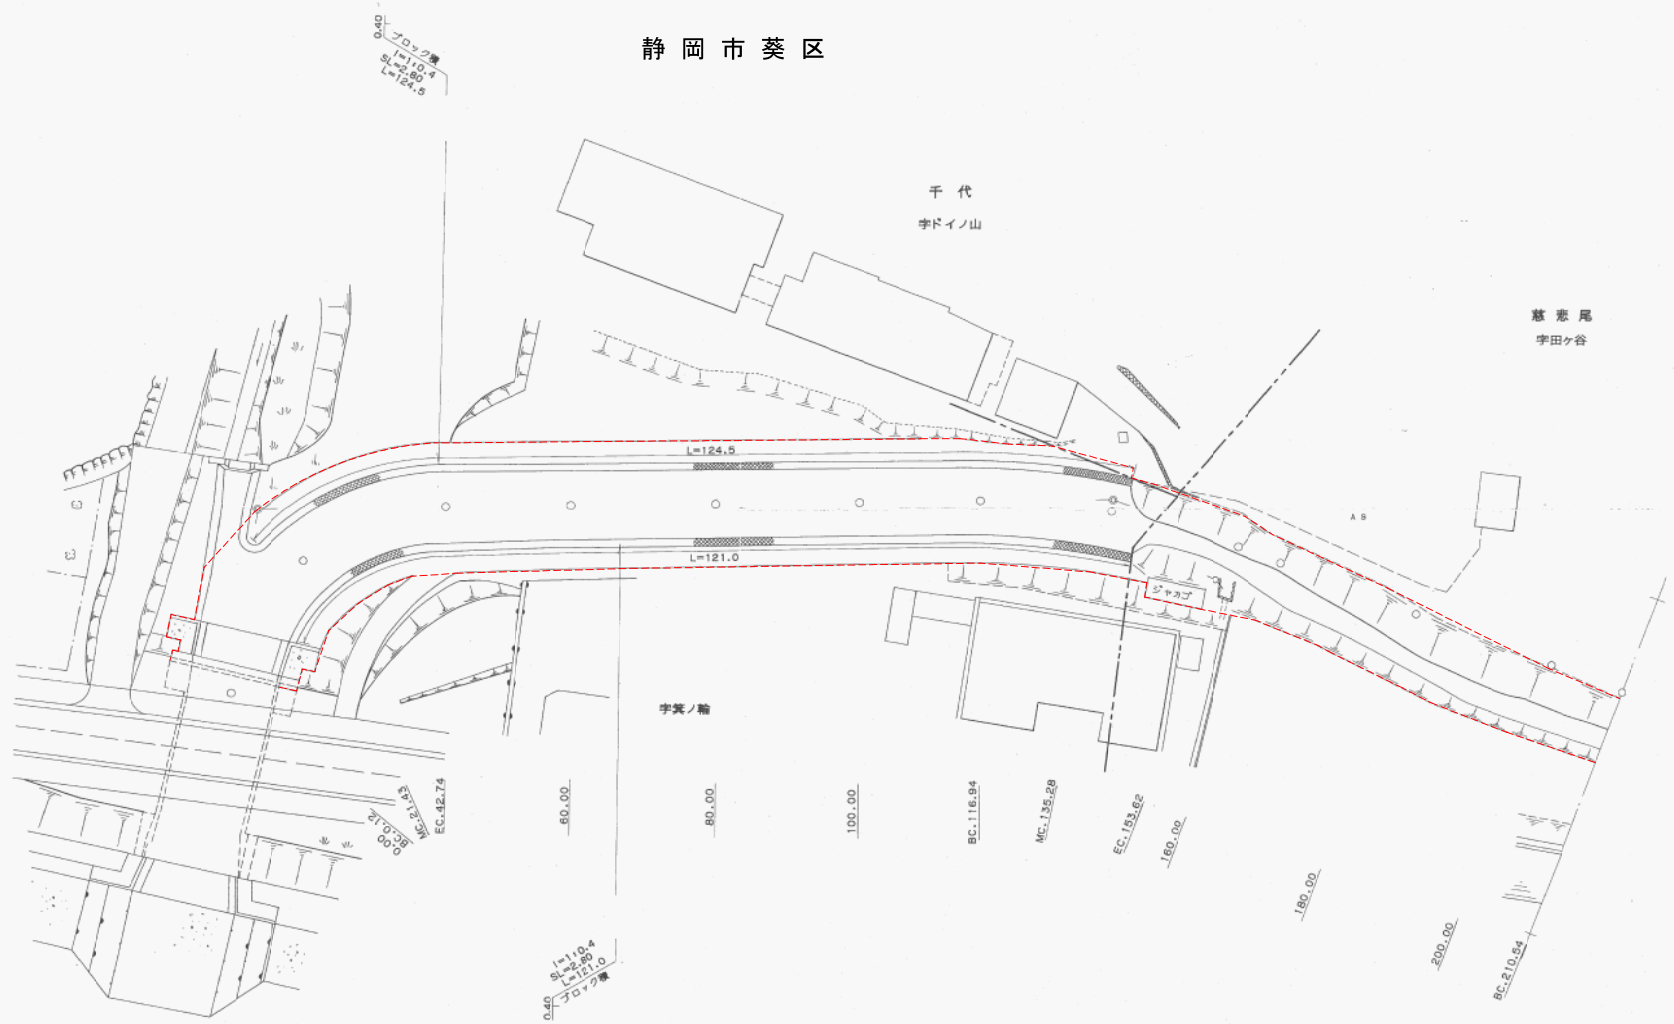 静岡市葵区
0.40
ブロック積
I=1:0.4
SL=2.80
L=124.5
千代
字ドイノ山
慈悲尾
字田ヶ谷
L=124.5
A S
L=121.0
ジャカゴ
字箕ノ輪
0.00
BC.0.12
MC.21.43
EC.42.74
60.00
80.00
100.00
BC.116.94
MC.135.28
EC.153.62
160.00
180.00
200.00
BC.210.54
I=1:0.4
SL=2.80
L=121.0
ブロック積
0.40